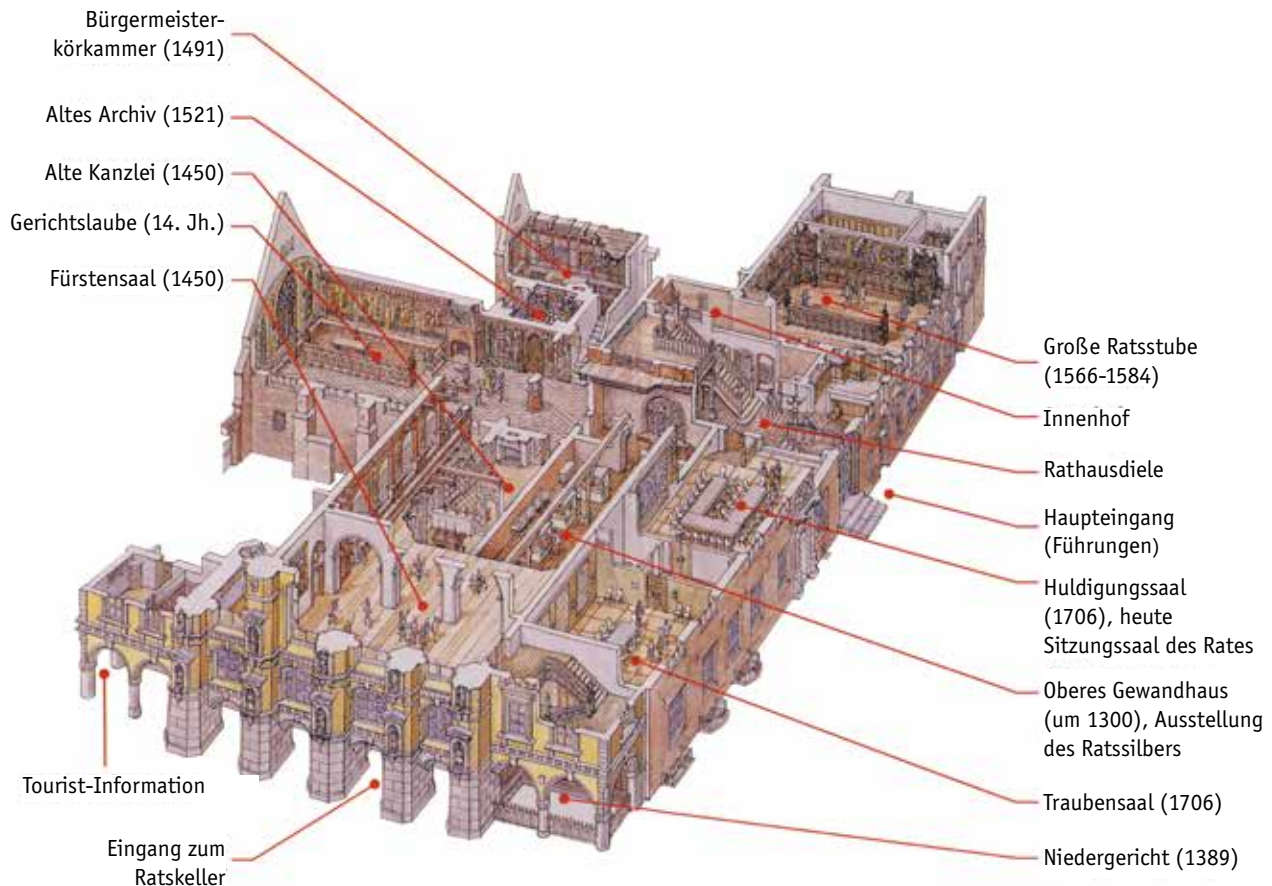 Bürgermeister-
körkammer (1491)
Altes Archiv (1521)
Alte Kanzlei (1450)
Gerichtslaube (14. Jh.)
Fürstensaal (1450)
Tourist-Information
Eingang zum
Ratskeller
Große Ratsstube
(1566-1584)
Innenhof
Rathausdiele
Haupteingang
(Führungen)
Huldigungssaal
(1706), heute
Sitzungssaal des Rates
Oberes Gewandhaus
(um 1300), Ausstellung
des Ratssilbers
Traubensaal (1706)
Niedergericht (1389)